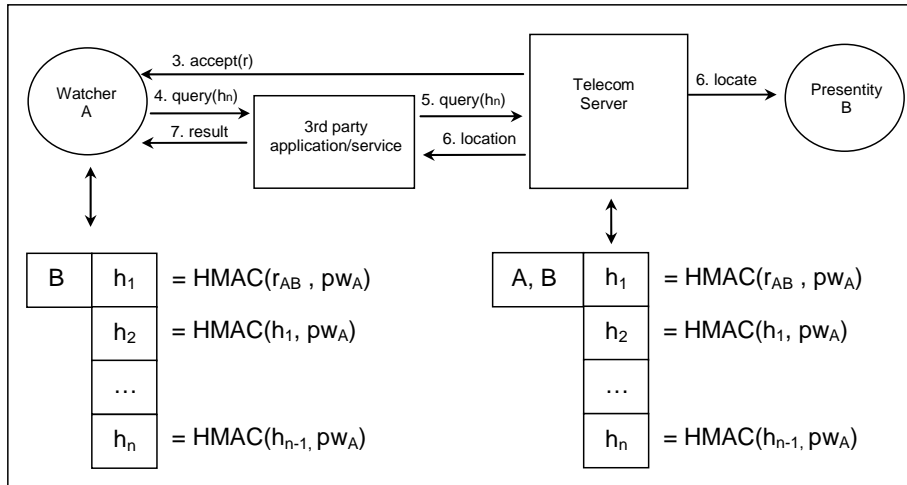 3. accept(r)
Watcher
A
4. query(hn)
7. result
3rd party
application/service
5. query(hn)
6. location
Telecom
Server
6. locate
Presentity
B
B
h1
= HMAC(rAB , pwA)
h2
= HMAC(h1, pwA)
...
hn
= HMAC(hn-1, pwA)
A, B
h1
= HMAC(rAB , pwA)
h2
= HMAC(h1, pwA)
...
hn
= HMAC(hn-1, pwA)